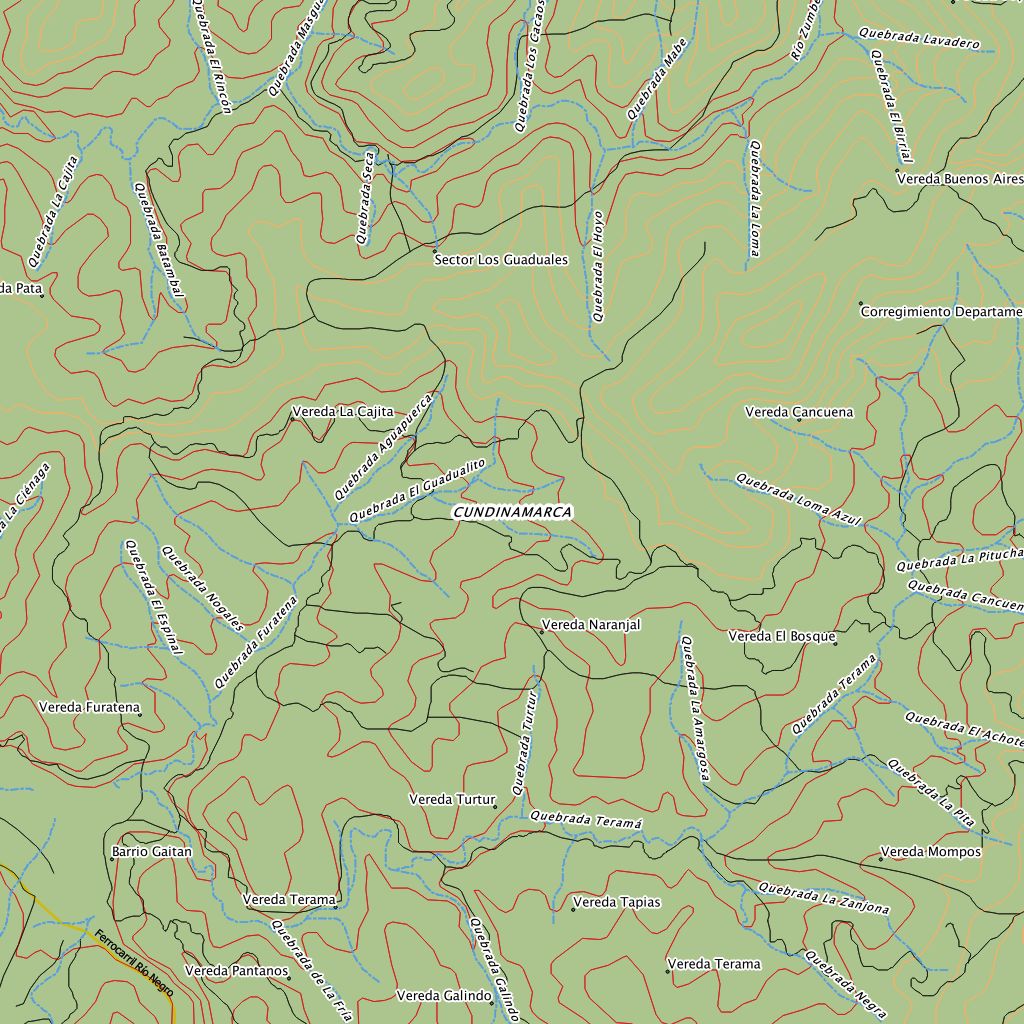 Quebrada El Rincón
Quebrada Masgua
Quebrada Los Cacaos
Quebrada Mabe
Río Zumbe
Quebrada Lavadero
Quebrada El Birrial
Quebrada La Cajita
Quebrada Batambal
Quebrada Seca
Quebrada La Loma
Vereda Buenos Aires
Quebrada El Hoyo
Sector Los Guaduales
da Pata
Corregimiento Departame
Vereda La Cajita
Vereda Cancuena
Quebrada Aguapuerca
Quebrada El Guadualito
a La Ciénaga
Quebrada Loma Azul
CUNDINAMARCA
Quebrada La Pitucha
Quebrada Cancuen
Quebrada El Espinal
Quebrada Nogales
Quebrada Furatena
Vereda Naranjal
Vereda El Bosque
Quebrada Turtur
Quebrada La Amargosa
Quebrada Terama
Vereda Furatena
Quebrada El Achote
Quebrada La Pita
Vereda Turtur
Quebrada Teramá
Barrio Gaitan
Vereda Mompos
Vereda Terama
Vereda Tapias
Quebrada La Zanjona
Ferrocarril Río Negro
Quebrada de La Fría
Quebrada Galindo
Vereda Pantanos
Vereda Terama
Quebrada Negra
Vereda Galindo